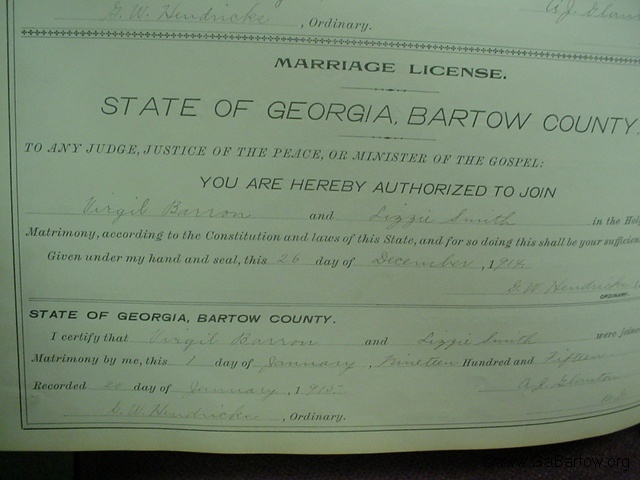 G. W. Hendricks, Ordinary. A. J.
MARRIAGE LICENSE.
STATE OF GEORGIA, BARTOW COUNTY.
TO ANY JUDGE, JUSTICE OF THE PEACE, OR MINISTER OF THE GOSPEL:
YOU ARE HEREBY AUTHORIZED TO JOIN
Virgil Barron and Lizzie Smith in the Hol
Matrimony, according to the Constitution and laws of this State, and for so doing this shall be your sufficien
Given under my hand and seal, this 26 day of December, 1914
G. W. Hendricks
ORDINARY.
STATE OF GEORGIA, BARTOW COUNTY.
I certify that Virgil Barron and Lizzie Smith were joine
Matrimony by me, this 1 day of January, Nineteen Hundred and Fifteen
A. J.
Recorded 20 day of January, 1915
G. W. Hendricks, Ordinary.
GaBartow.org